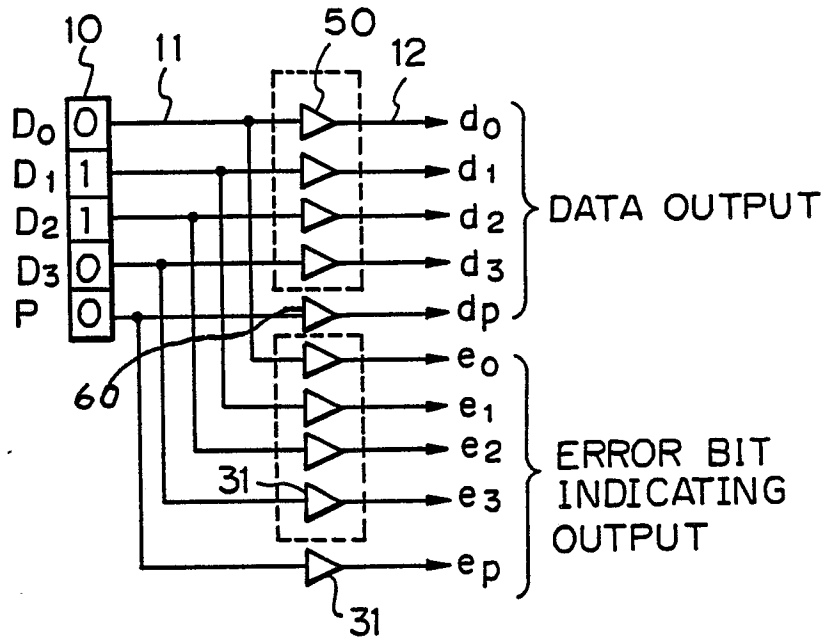 10
11
50
12
D0 0 d0
D1 1 d1
D2 1 d2
D3 0 d3
P 0 dp
DATA OUTPUT
60
e0
e1
e2
31 e3
ep
31
ERROR BIT
INDICATING
OUTPUT